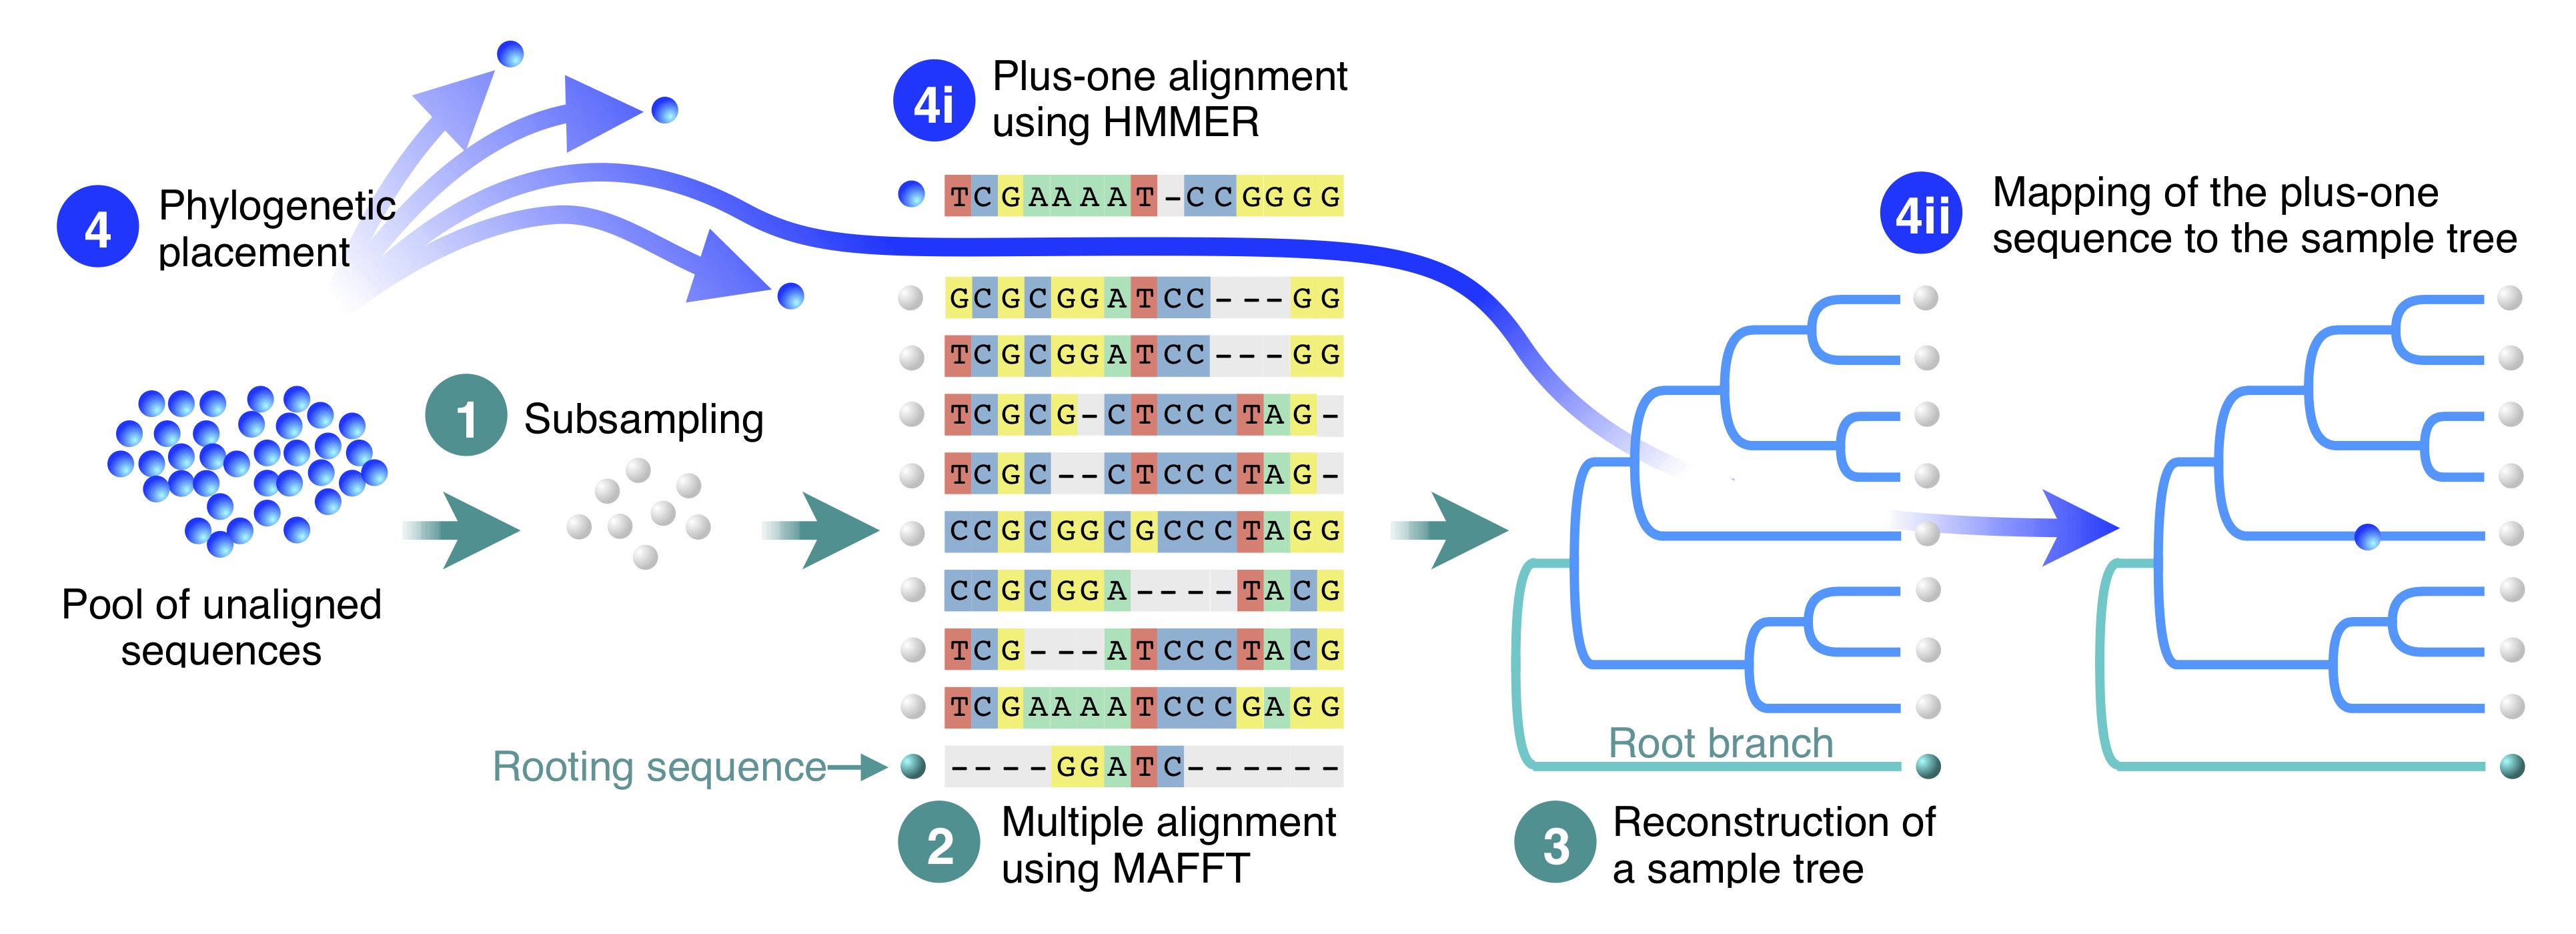 4
Phylogenetic
placement
4i
Plus-one alignment
using HMMER
TCGAAAAT-CCGGGG
4ii
Mapping of the plus-one
sequence to the sample tree
Pool of unaligned
sequences
1
Subsampling
GCGCGGATCC---GG
TCGCGGATCC---GG
TCGCG-CTCCCTAG-
TCGC--CTCCCTAG-
CCGCGGCGCCCTAGG
CCGCGGA----TACG
TCG---ATCCCTACG
TCGAAAATCCCGAGG
Rooting sequence
----GGATC------
2
Multiple alignment
using MAFFT
Root branch
3
Reconstruction of
a sample tree